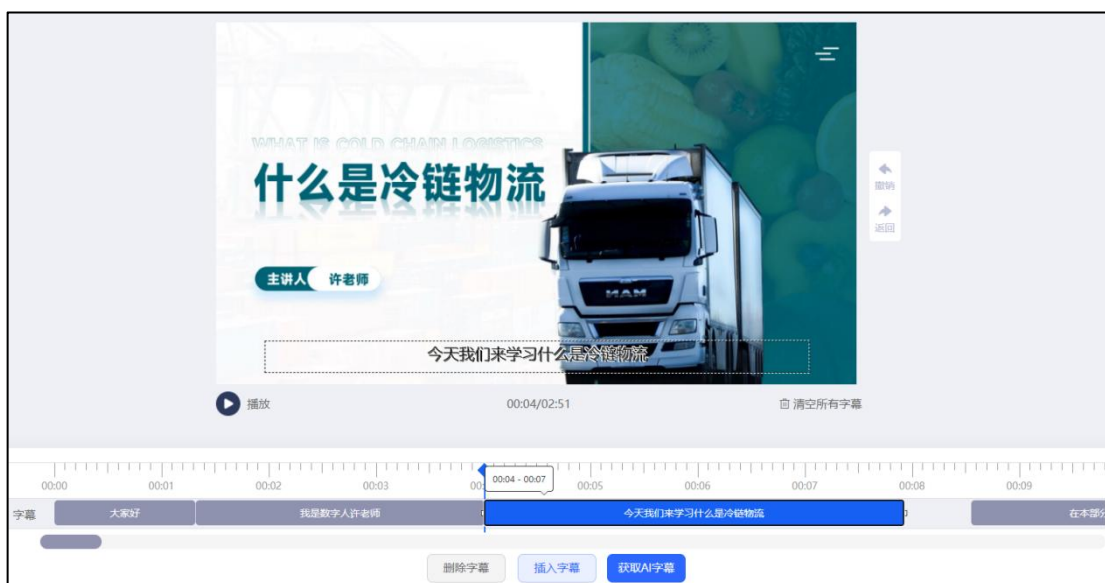 WHAT IS COLD CHAIN LOGISTICS
什么是冷链物流
主讲人 许老师
MAN
今天我们来学习什么是冷链物流
撤销
返回
播放
00:04/02:51
清空所有字幕
00:00 00:01 00:02 00:03 00: 00:04 - 00:07 00:05 00:06 00:07 00:08 00:09
字幕 大家好 我是数字人许老师 今天我们来学习什么是冷链物流 在本部分
删除字幕 插入字幕 获取AI字幕